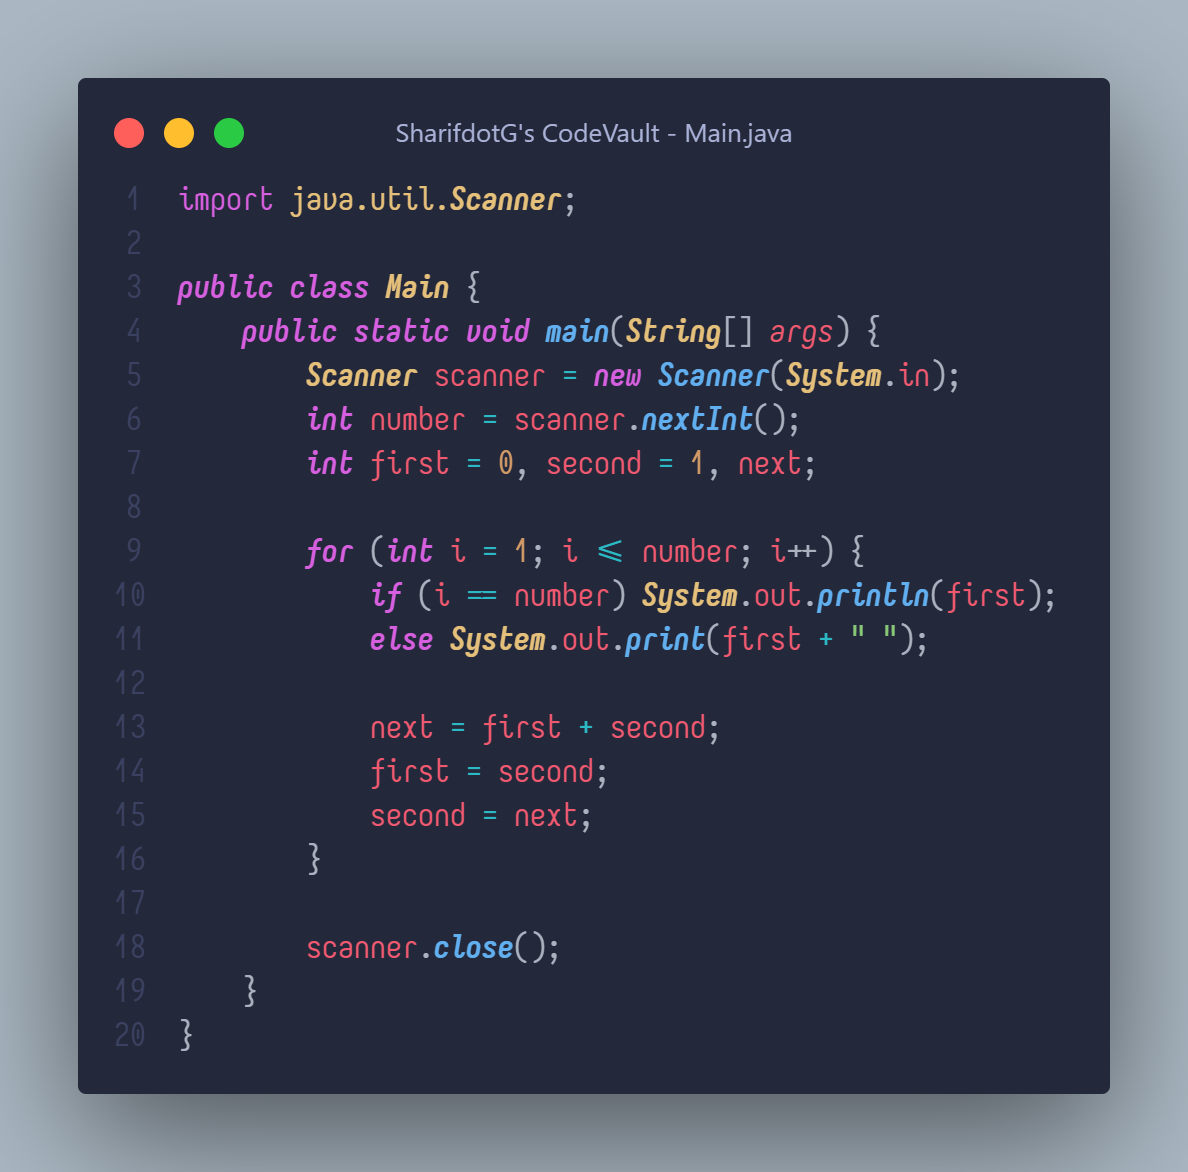 SharifdotG's CodeVault - Main.java
1 import java.util.Scanner;
2
3 public class Main {
4     public static void main(String[] args) {
5         Scanner scanner = new Scanner(System.in);
6         int number = scanner.nextInt();
7         int first = 0, second = 1, next;
8
9         for (int i = 1; i <= number; i++) {
10             if (i == number) System.out.println(first);
11             else System.out.print(first + " ");
12
13             next = first + second;
14             first = second;
15             second = next;
16         }
17
18         scanner.close();
19     }
20 }